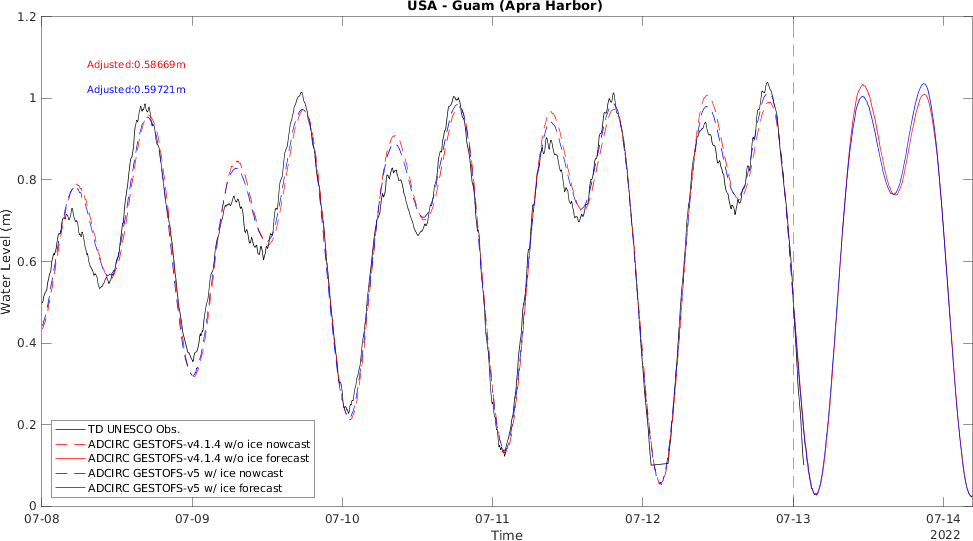 USA - Guam (Apra Harbor)
1.2
1
0.8
0.6
0.4
0.2
0
Water Level (m)
Adjusted:0.58669m
Adjusted:0.59721m
TD UNESCO Obs.
ADCIRC GESTOFS-v4.1.4 w/o ice nowcast
ADCIRC GESTOFS-v4.1.4 w/o ice forecast
ADCIRC GESTOFS-v5 w/ ice nowcast
ADCIRC GESTOFS-v5 w/ ice forecast
07-08 07-09 07-10 07-11 07-12 07-13 07-14
Time
2022